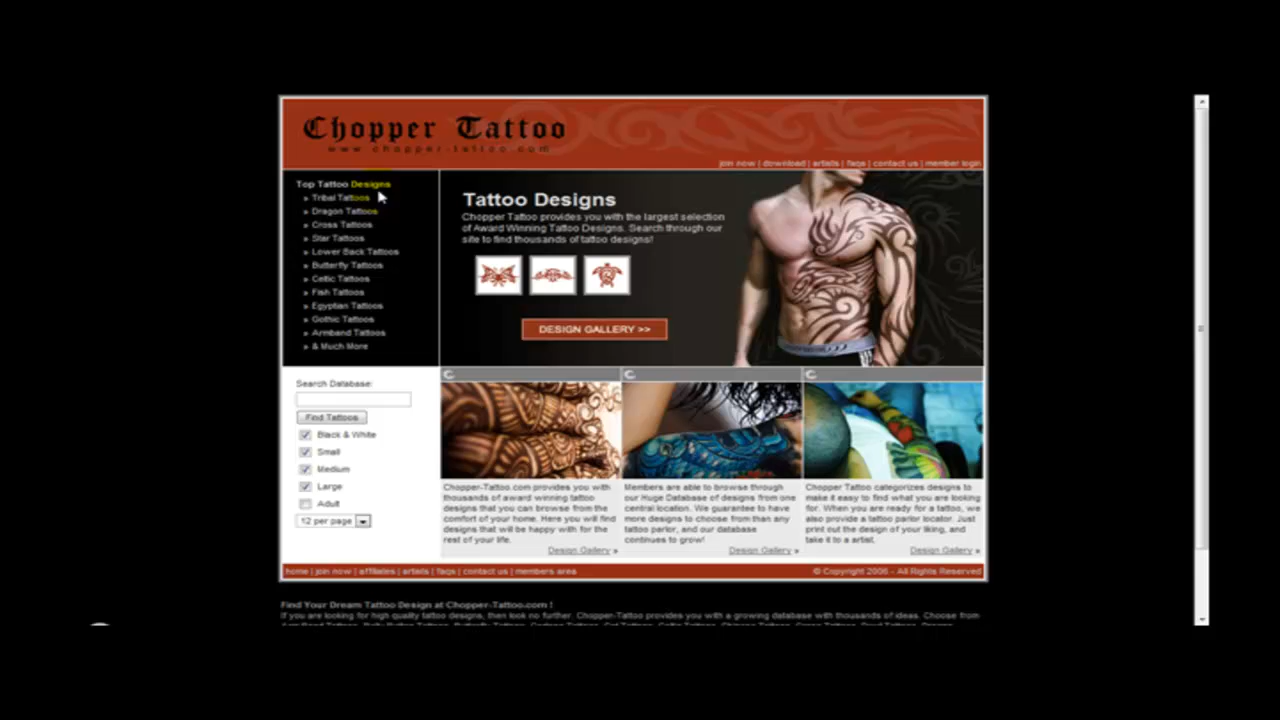 Chopper Tattoo
www.chopper-tattoo.com
join now | download | artists | faqs | contact us | member login
Top Tattoo Designs
» Tribal Tattoos
» Dragon Tattoos
» Cross Tattoos
» Star Tattoos
» Lower Back Tattoos
» Butterfly Tattoos
» Celtic Tattoos
» Fish Tattoos
» Egyptian Tattoos
» Gothic Tattoos
» Armband Tattoos
» & Much More
Tattoo Designs
Chopper Tattoo provides you with the largest selection
of Award Winning Tattoo Designs. Search through our
site to find thousands of tattoo designs!
DESIGN GALLERY >>
Search Database:
Find Tattoos
Black & White
Small
Medium
Large
Adult
12 per page
Chopper-Tattoo.com provides you with
thousands of award winning tattoo
designs that you can browse from the
comfort of your home. Here you will find
designs that will be happy with for the
rest of your life.
Design Gallery »
Members are able to browse through
our Huge Database of designs from one
central location. We guarantee to have
more designs to choose from than any
tattoo parlor, and our database
continues to grow!
Design Gallery »
Chopper Tattoo categorizes designs to
make it easy to find what you are looking
for. When you are ready for a tattoo, we
also provide a tattoo parlor locator. Just
print out the design of your liking, and
take it to a artist.
Design Gallery »
home | join now | affiliates | artists | faqs | contact us | members area
© Copyright 2006 - All Rights Reserved
Find Your Dream Tattoo Design at Chopper-Tattoo.com !
If you are looking for high quality tattoo designs, then look no further. Chopper-Tattoo provides you with a growing database with thousands of ideas. Choose from